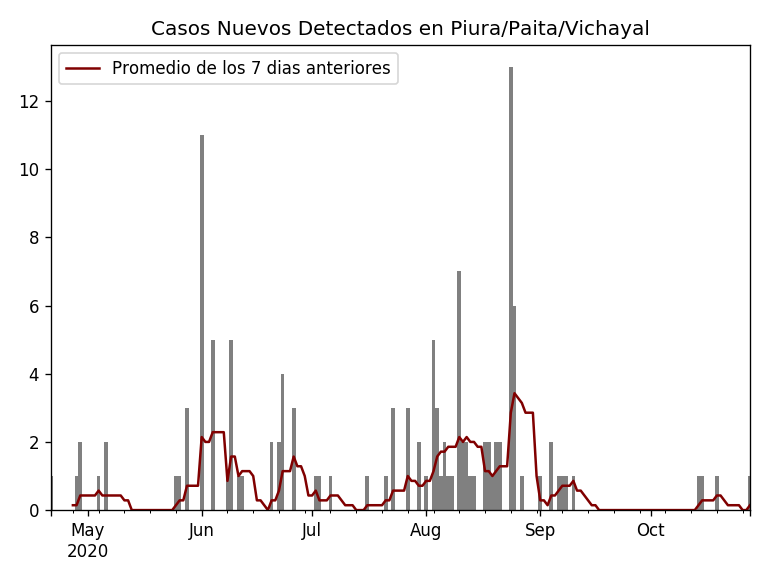 Casos Nuevos Detectados en Piura/Paita/Vichayal
Promedio de los 7 dias anteriores
12
10
8
6
4
2
0
May Jun Jul Aug Sep Oct
2020